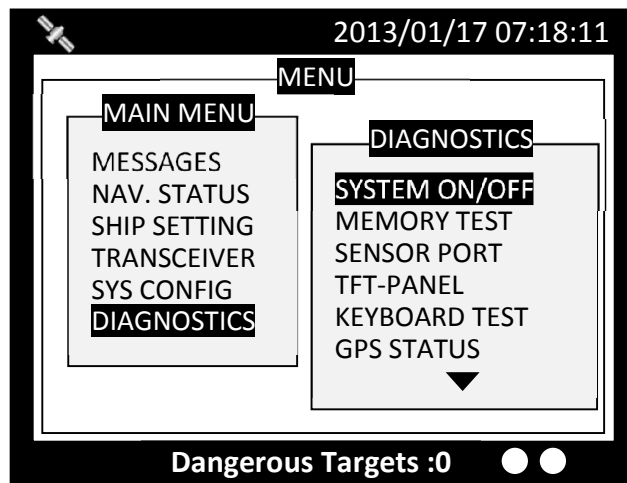 2013/01/17 07:18:11
MENU
MAIN MENU
MESSAGES
NAV. STATUS
SHIP SETTING
TRANSCEIVER
SYS CONFIG
DIAGNOSTICS
DIAGNOSTICS
SYSTEM ON/OFF
MEMORY TEST
SENSOR PORT
TFT-PANEL
KEYBOARD TEST
GPS STATUS
Dangerous Targets :0